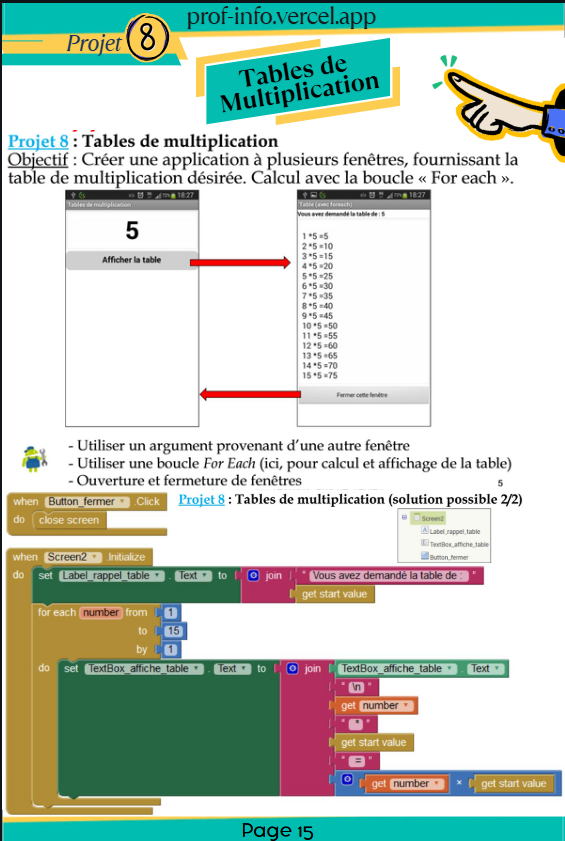 prof-info.vercel.app
Projet 8
Tables de
Multiplication
Projet 8 : Tables de multiplication
Objectif : Créer une application à plusieurs fenêtres, fournissant la
table de multiplication désirée. Calcul avec la boucle « For each ».
18:27
Tables de multiplication
5
Afficher la table
18:27
Table (avec foreach)
Vous avez demandé la table de : 5
1 *5 =5
2 *5 =10
3 *5 =15
4 *5 =20
5 *5 =25
6 *5 =30
7 *5 =35
8 *5 =40
9 *5 =45
10 *5 =50
11 *5 =55
12 *5 =60
13 *5 =65
14 *5 =70
15 *5 =75
Fermer cette fenêtre
- Utiliser un argument provenant d'une autre fenêtre
- Utiliser une boucle For Each (ici, pour calcul et affichage de la table)
- Ouverture et fermeture de fenêtres
5
Projet 8 : Tables de multiplication (solution possible 2/2)
when Button_fermer .Click
do close screen
Screen2
Label_rappel_table
TextBox_affiche_table
Button_fermer
when Screen2 .Initialize
do set Label_rappel_table . Text to join " Vous avez demandé la table de : "
get start value
for each number from 1
to 15
by 1
do set TextBox_affiche_table . Text to join TextBox_affiche_table . Text
" \n "
get number
" * "
get start value
" = "
get number × get start value
Page 15